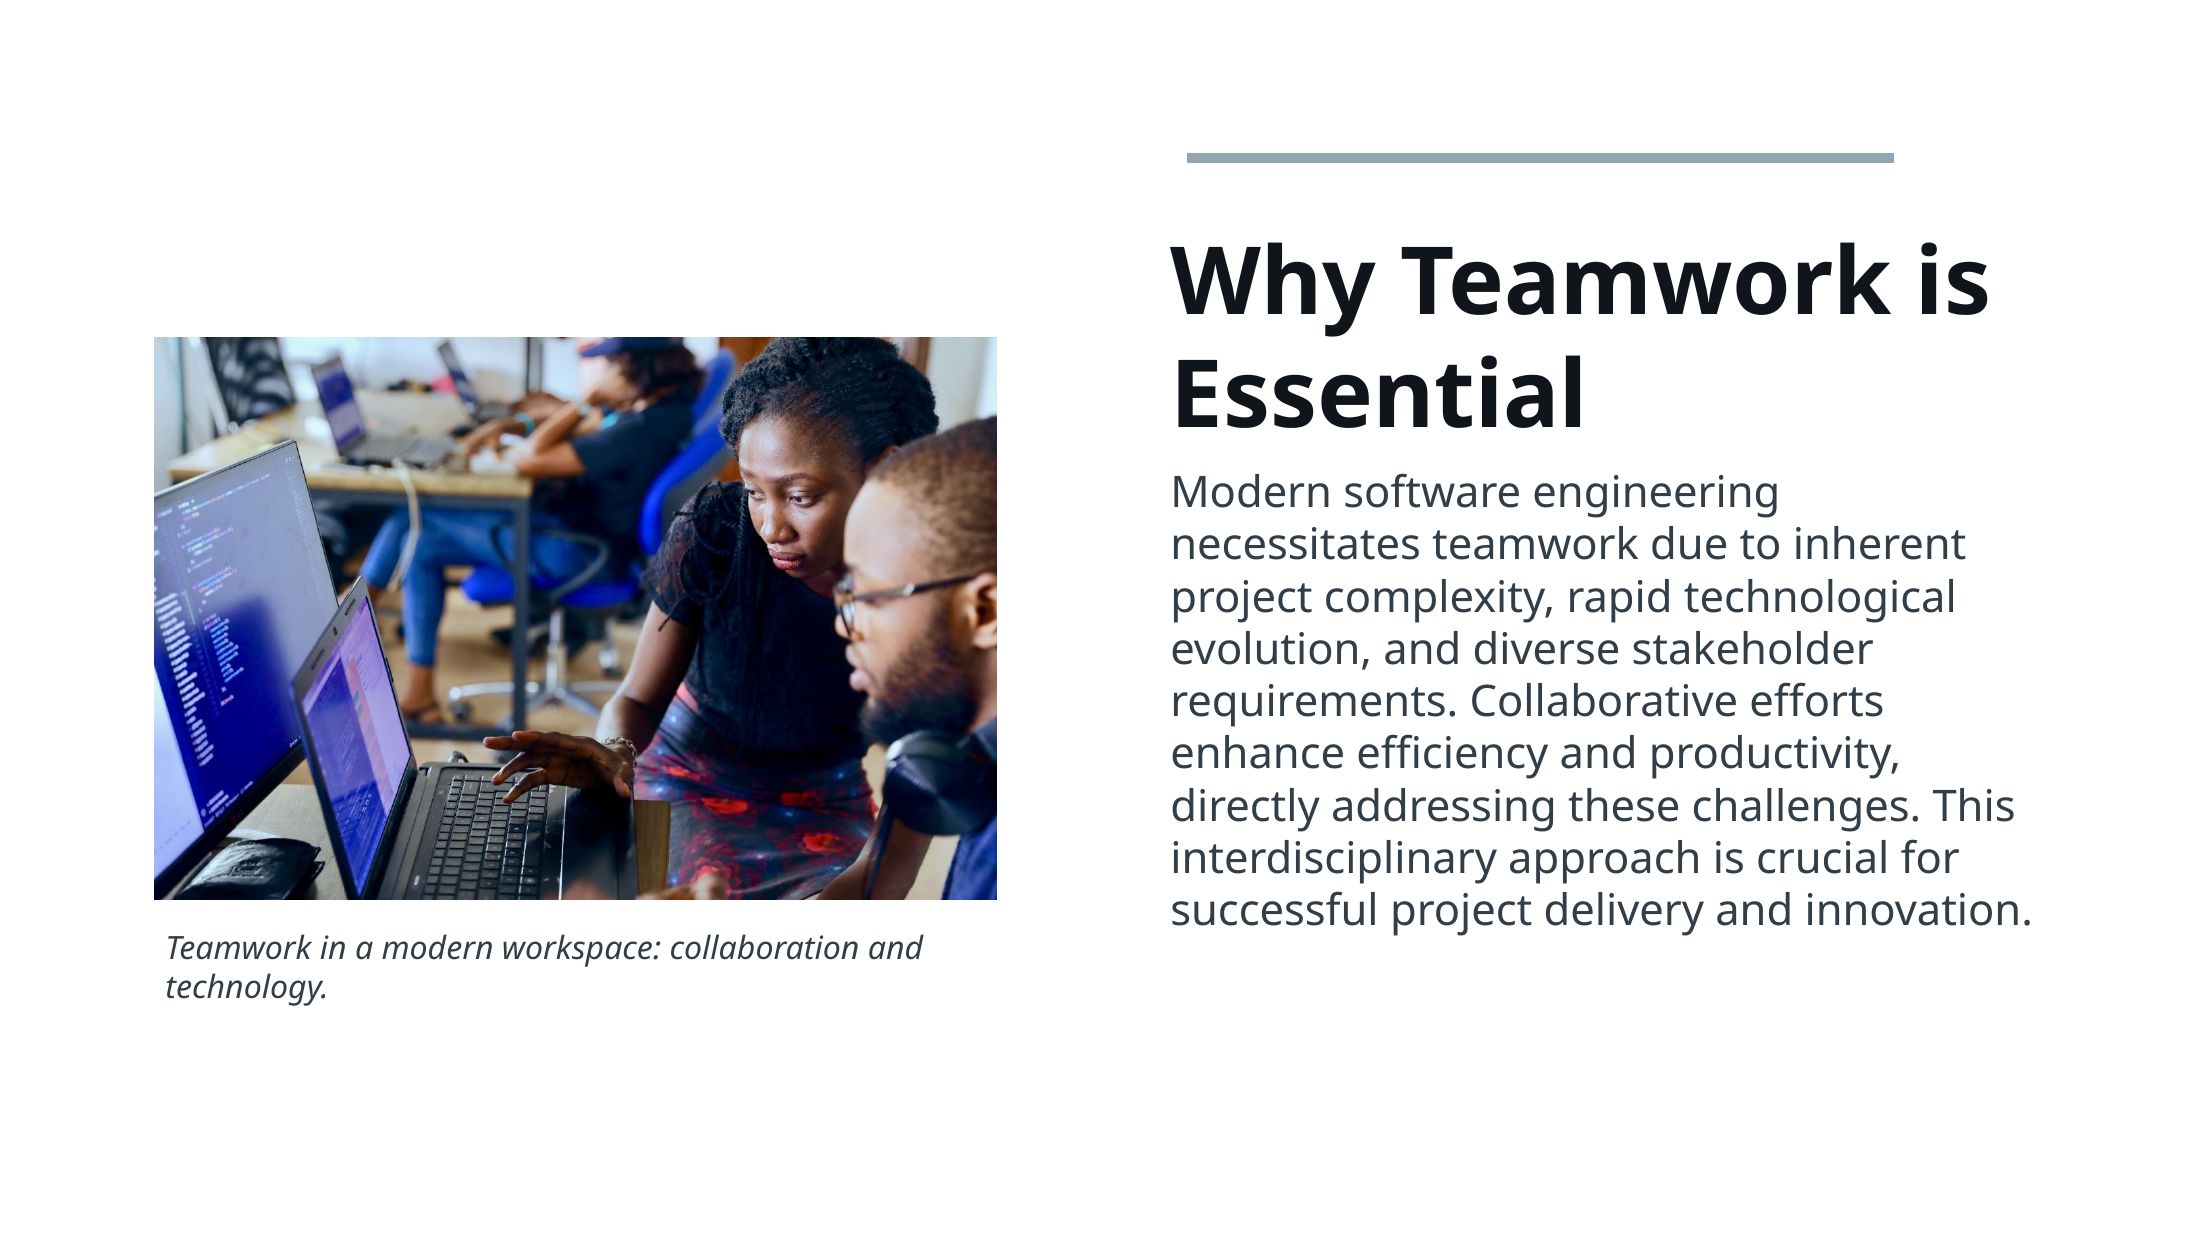 Why Teamwork is
Essential
Modern software engineering
necessitates teamwork due to inherent
project complexity, rapid technological
evolution, and diverse stakeholder
requirements. Collaborative efforts
enhance efficiency and productivity,
directly addressing these challenges. This
interdisciplinary approach is crucial for
successful project delivery and innovation.
Teamwork in a modern workspace: collaboration and
technology.